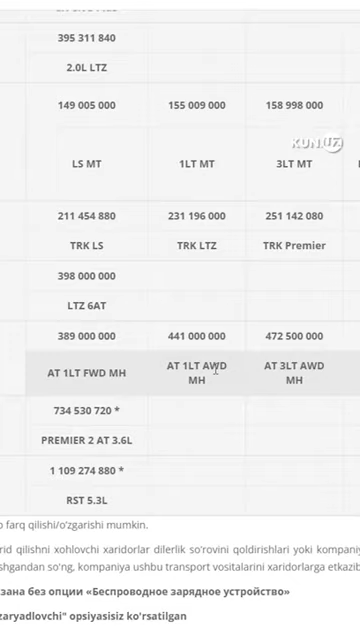 395 311 840
2.0L LTZ
149 005 000 155 009 000 158 998 000
KUN.UZ
LS MT 1LT MT 3LT MT
211 454 880 231 196 000 251 142 080
TRK LS TRK LTZ TRK Premier
398 000 000
LTZ 6AT
389 000 000 441 000 000 472 500 000
AT 1LT FWD MH AT 1LT AWD MH AT 3LT AWD MH
734 530 720 *
PREMIER 2 AT 3.6L
1 109 274 880 *
RST 5.3L
farq qilishi/o'zgarishi mumkin.
rid qilishni xohlovchi xaridorlar dilerlik so'rovini qoldirishlari yoki kompaniy
shgandan so'ng, kompaniya ushbu transport vositalarini xaridorlarga etkazib
зана без опции «Беспроводное зарядное устройство»
zaryadlovchi" opsiyasisiz ko'rsatilgan